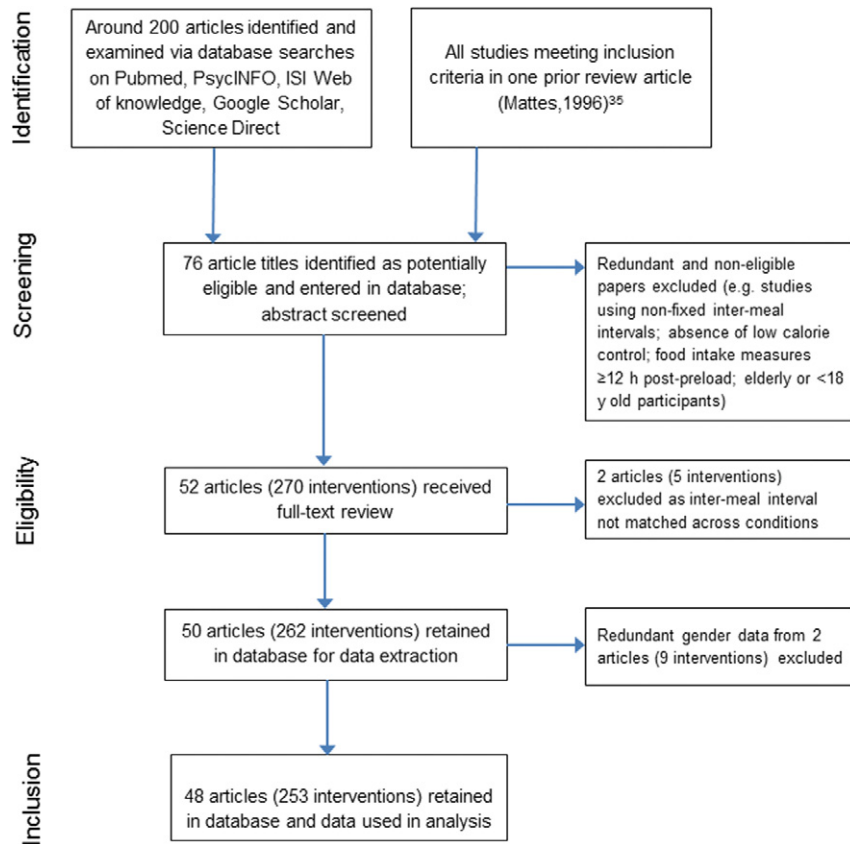 Identification
Around 200 articles identified and
examined via database searches
on Pubmed, PsycINFO, ISI Web
of knowledge, Google Scholar,
Science Direct
All studies meeting inclusion
criteria in one prior review article
(Mattes,1996)³⁵
Screening
76 article titles identified as potentially
eligible and entered in database;
abstract screened
Redundant and non-eligible
papers excluded (e.g. studies
using non-fixed inter-meal
intervals; absence of low calorie
control; food intake measures
≥12 h post-preload; elderly or <18
y old participants)
Eligibility
52 articles (270 interventions) received
full-text review
2 articles (5 interventions)
excluded as inter-meal interval
not matched across conditions
50 articles (262 interventions) retained
in database for data extraction
Redundant gender data from 2
articles (9 interventions) excluded
Inclusion
48 articles (253 interventions) retained
in database and data used in analysis